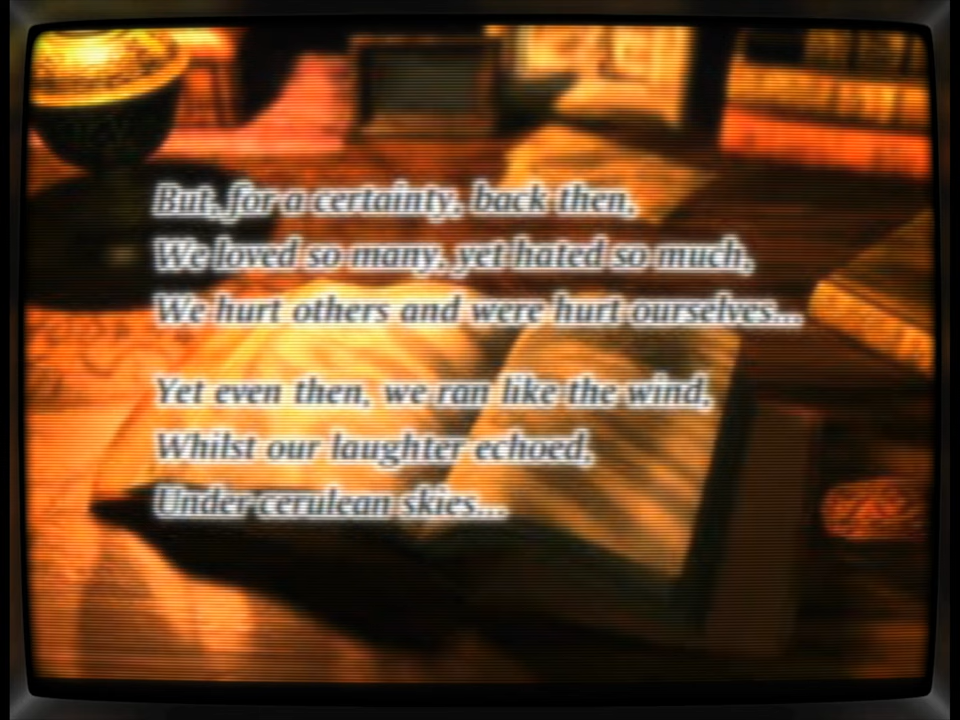 But, for a certainty, back then,
We loved so many, yet hated so much,
We hurt others and were hurt ourselves...
Yet even then, we ran like the wind,
Whilst our laughter echoed,
Under cerulean skies...